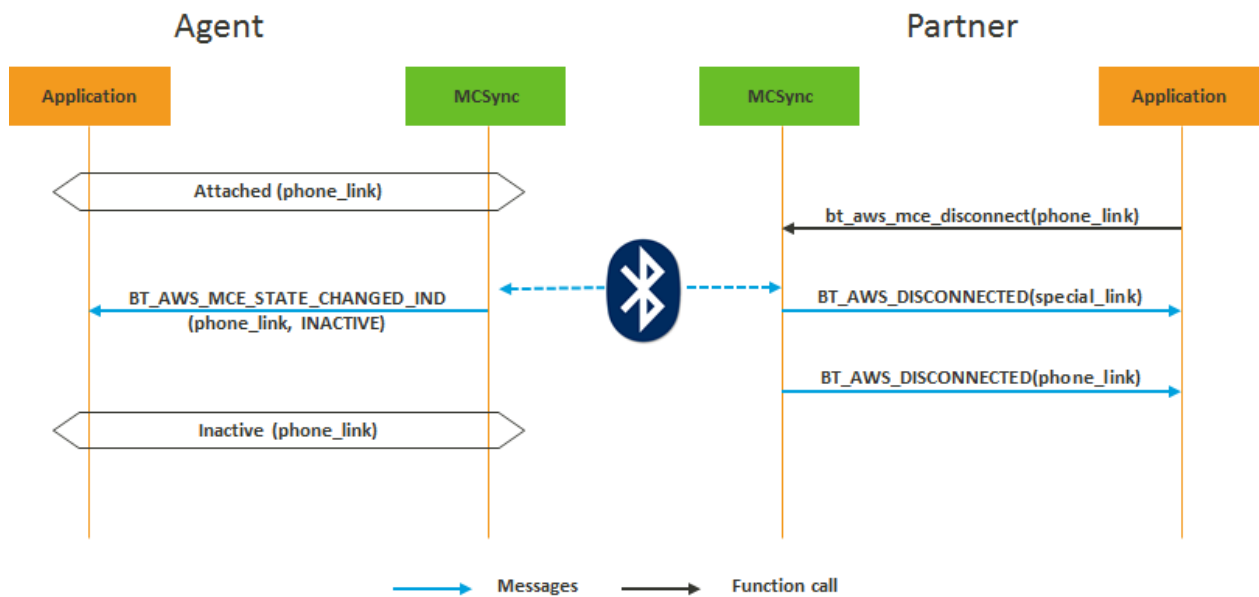 Agent
Partner
Application
MCSync
MCSync
Application
Attached (phone_link)
bt_aws_mce_disconnect(phone_link)
BT_AWS_MCE_STATE_CHANGED_IND
(phone_link, INACTIVE)
BT_AWS_DISCONNECTED(special_link)
BT_AWS_DISCONNECTED(phone_link)
Inactive (phone_link)
Messages
Function call